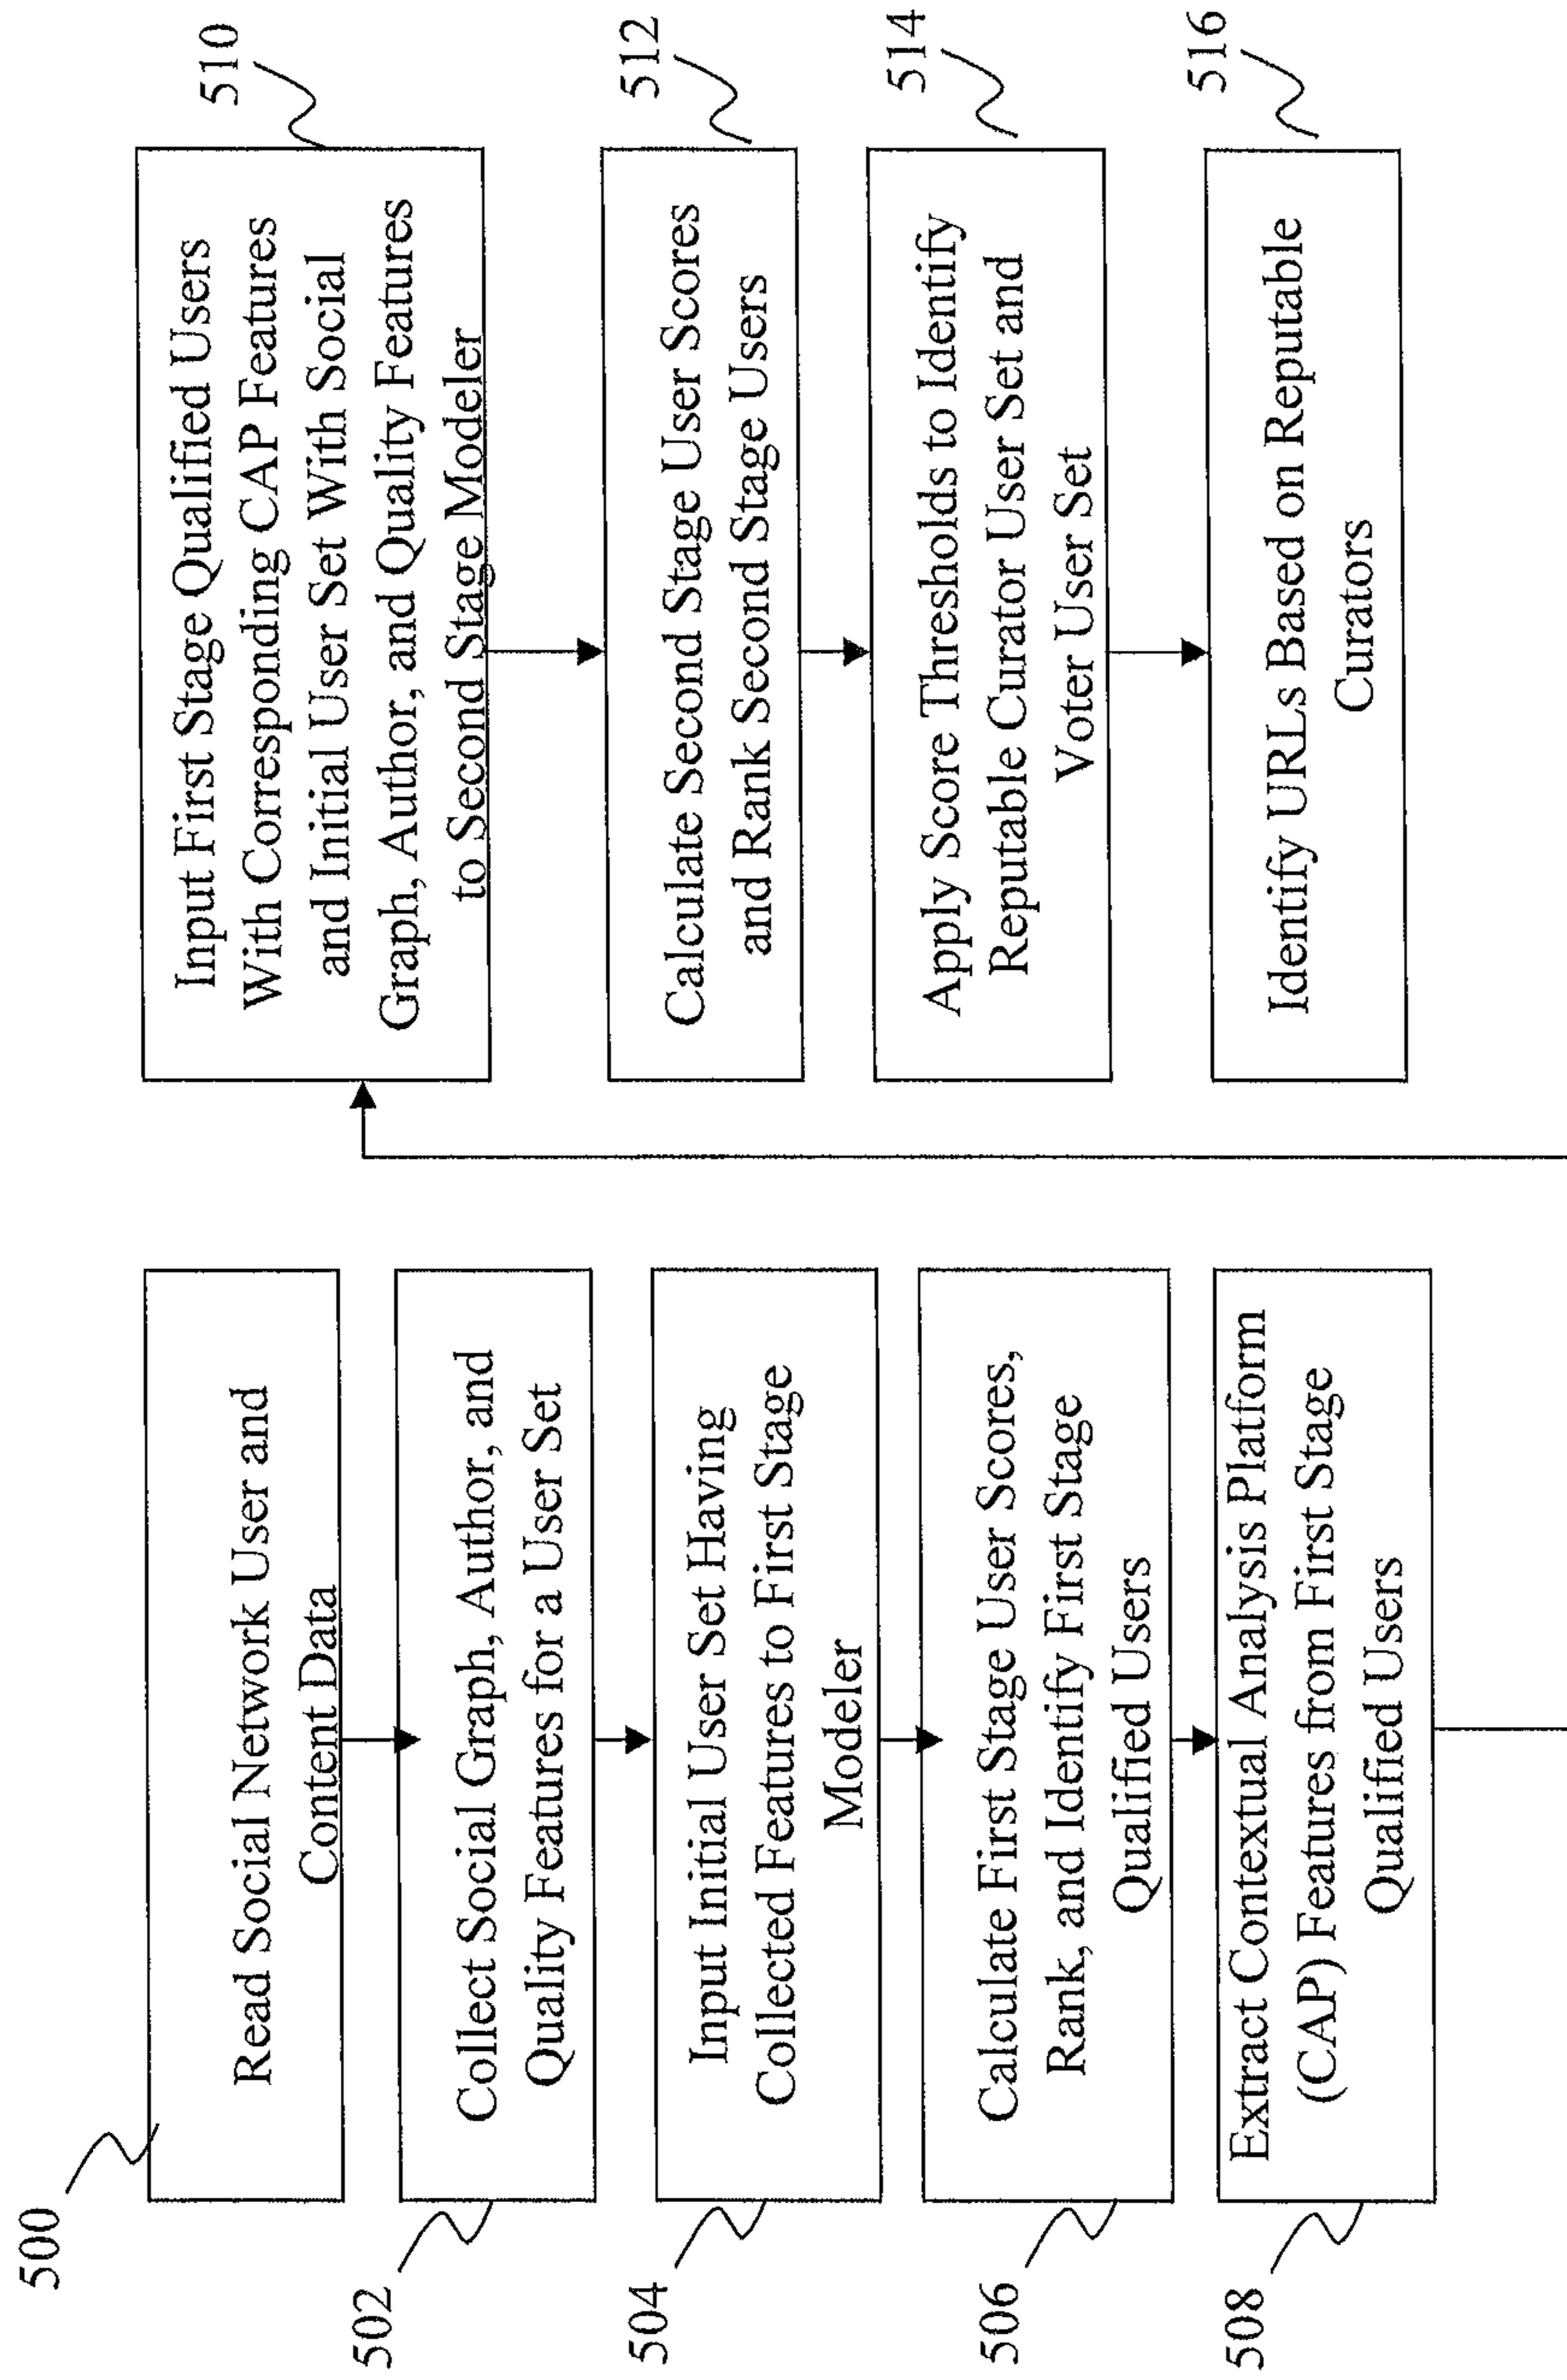 500
Read Social Network User and
Content Data
502
Collect Social Graph, Author, and
Quality Features for a User Set
504
Input Initial User Set Having
Collected Features to First Stage
Modeler
506
Calculate First Stage User Scores,
Rank, and Identify First Stage
Qualified Users
508
Extract Contextual Analysis Platform
(CAP) Features from First Stage
Qualified Users
510
Input First Stage Qualified Users
With Corresponding CAP Features
and Initial User Set With Social
Graph, Author, and Quality Features
to Second Stage Modeler
512
Calculate Second Stage User Scores
and Rank Second Stage Users
514
Apply Score Thresholds to Identify
Reputable Curator User Set and
Voter User Set
516
Identify URLs Based on Reputable
Curators